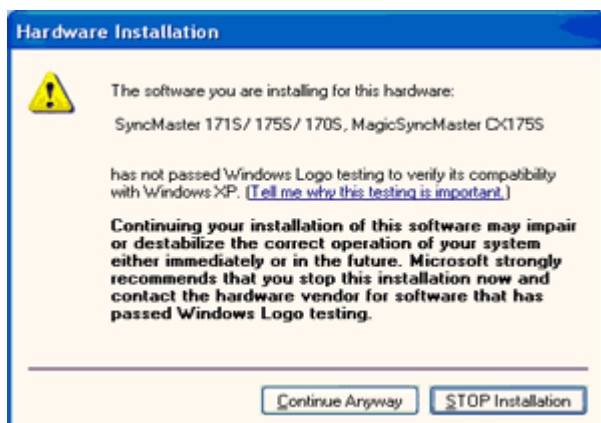 Hardware Installation
The software you are installing for this hardware:
SyncMaster 171S/ 175S/ 170S, MagicSyncMaster CX175S
has not passed Windows Logo testing to verify its compatibility
with Windows XP. (Tell me why this testing is important.)
Continuing your installation of this software may impair
or destabilize the correct operation of your system
either immediately or in the future. Microsoft strongly
recommends that you stop this installation now and
contact the hardware vendor for software that has
passed Windows Logo testing.
Continue Anyway
STOP Installation